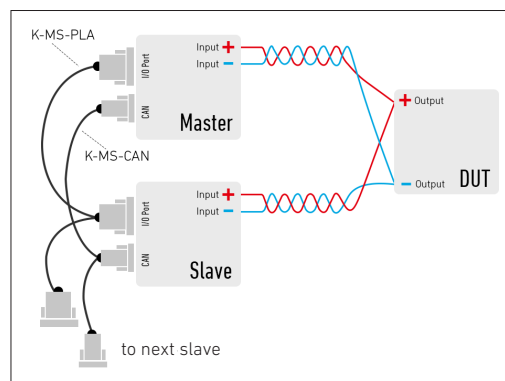 K-MS-PLA
I/O Port
CAN
Input +
Input −
Master
K-MS-CAN
+ Output
− Output
DUT
I/O Port
CAN
Input +
Input −
Slave
to next slave